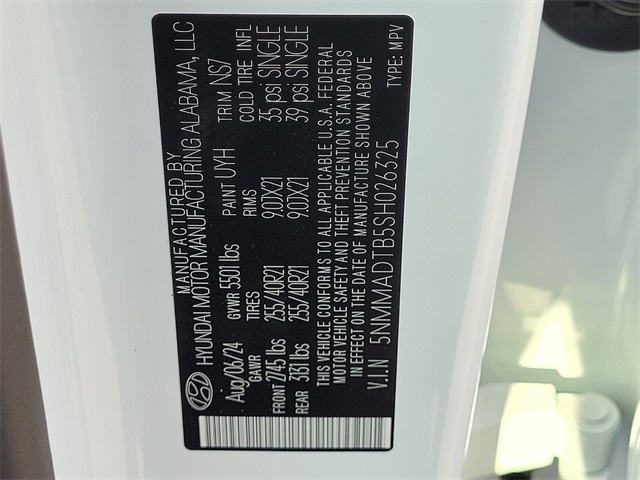 MANUFACTURED BY
HYUNDAI MOTOR MANUFACTURING ALABAMA, LLC
Aug/06/24 GVWR 5501 lbs PAINT UYH TRIM NS7
GAWR TIRES RIMS COLD TIRE INFL
FRONT 2745 lbs 255/40R21 9.0JX21 35 psi SINGLE
REAR 3131 lbs 255/40R21 9.0JX21 39 psi SINGLE
THIS VEHICLE CONFORMS TO ALL APPLICABLE U.S.A. FEDERAL
MOTOR VEHICLE SAFETY AND THEFT PREVENTION STANDARDS
IN EFFECT ON THE DATE OF MANUFACTURE SHOWN ABOVE
V.I.N 5NMMADTB5SH026325 TYPE: MPV